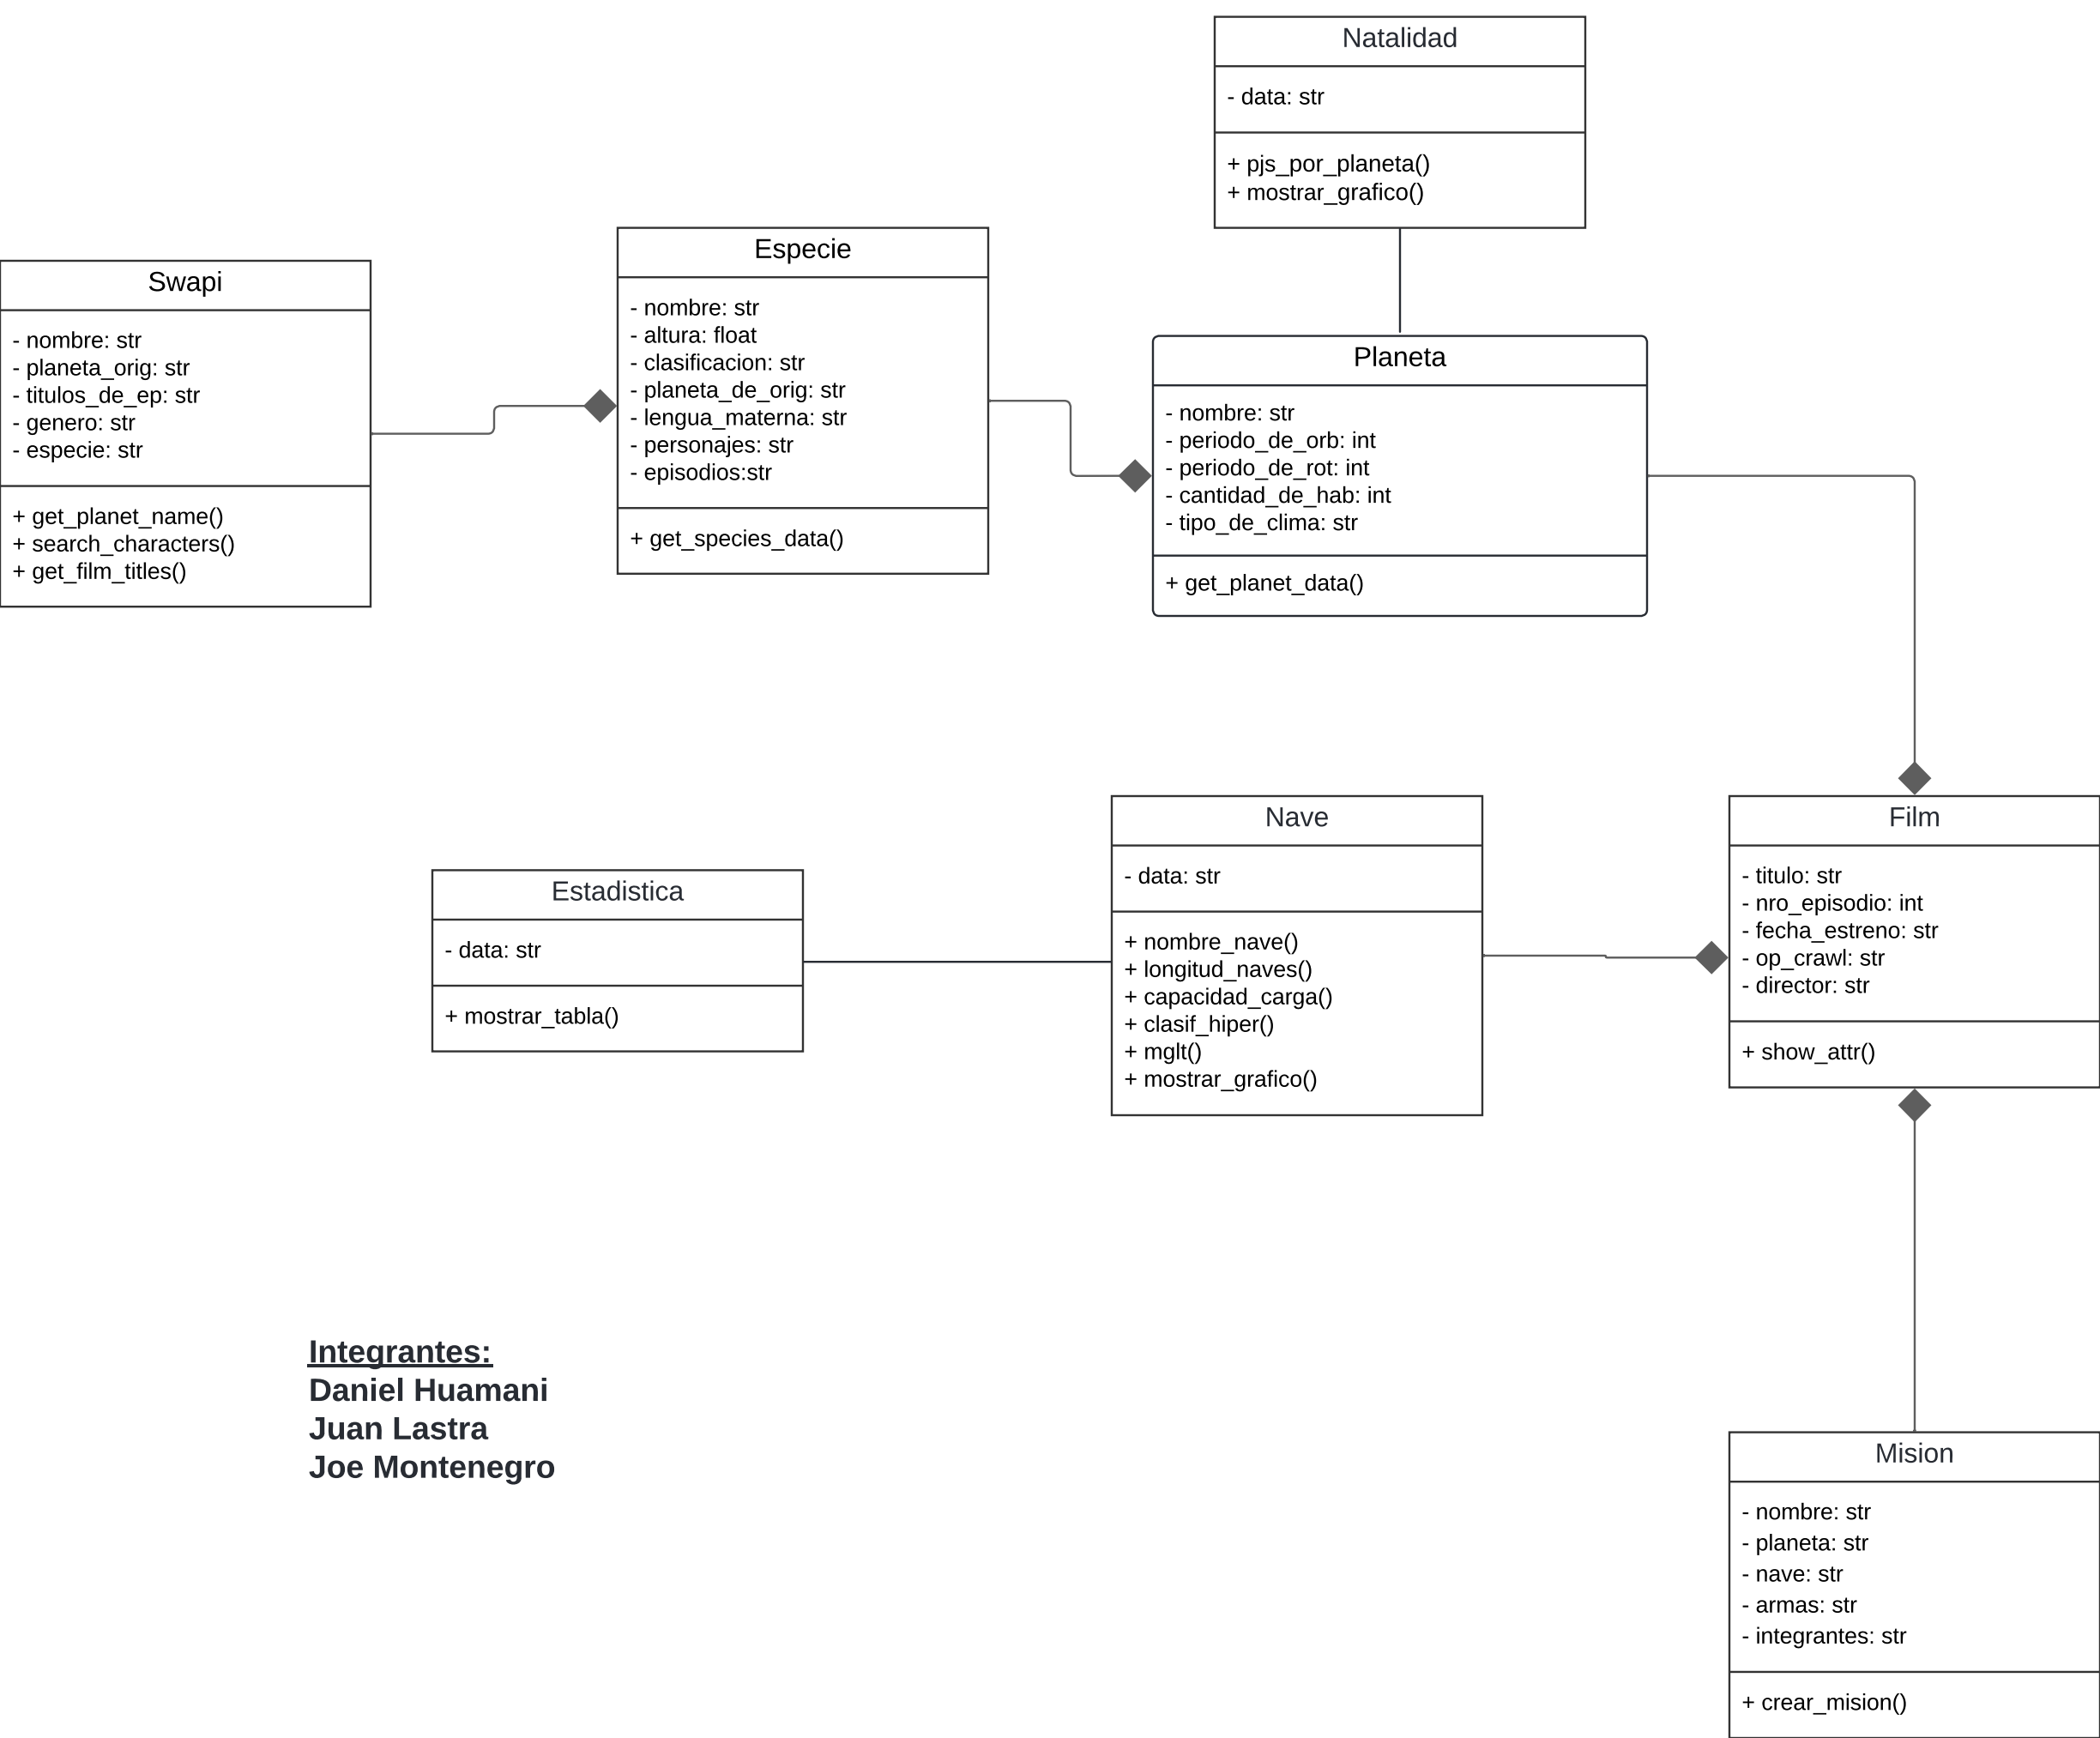 Natalidad
- data: str
+ pjs_por_planeta()
+ mostrar_grafico()
Swapi
- nombre: str
- planeta_orig: str
- titulos_de_ep: str
- genero: str
- especie: str
+ get_planet_name()
+ search_characters()
+ get_film_titles()
Especie
- nombre: str
- altura: float
- clasificacion: str
- planeta_de_orig: str
- lengua_materna: str
- personajes: str
- episodios:str
+ get_species_data()
Planeta
- nombre: str
- periodo_de_orb: int
- periodo_de_rot: int
- cantidad_de_hab: int
- tipo_de_clima: str
+ get_planet_data()
Estadistica
- data: str
+ mostrar_tabla()
Nave
- data: str
+ nombre_nave()
+ longitud_naves()
+ capacidad_carga()
+ clasif_hiper()
+ mglt()
+ mostrar_grafico()
Film
- titulo: str
- nro_episodio: int
- fecha_estreno: str
- op_crawl: str
- director: str
+ show_attr()
Integrantes:
Daniel Huamani
Juan Lastra
Joe Montenegro
Mision
- nombre: str
- planeta: str
- nave: str
- armas: str
- integrantes: str
+ crear_mision()